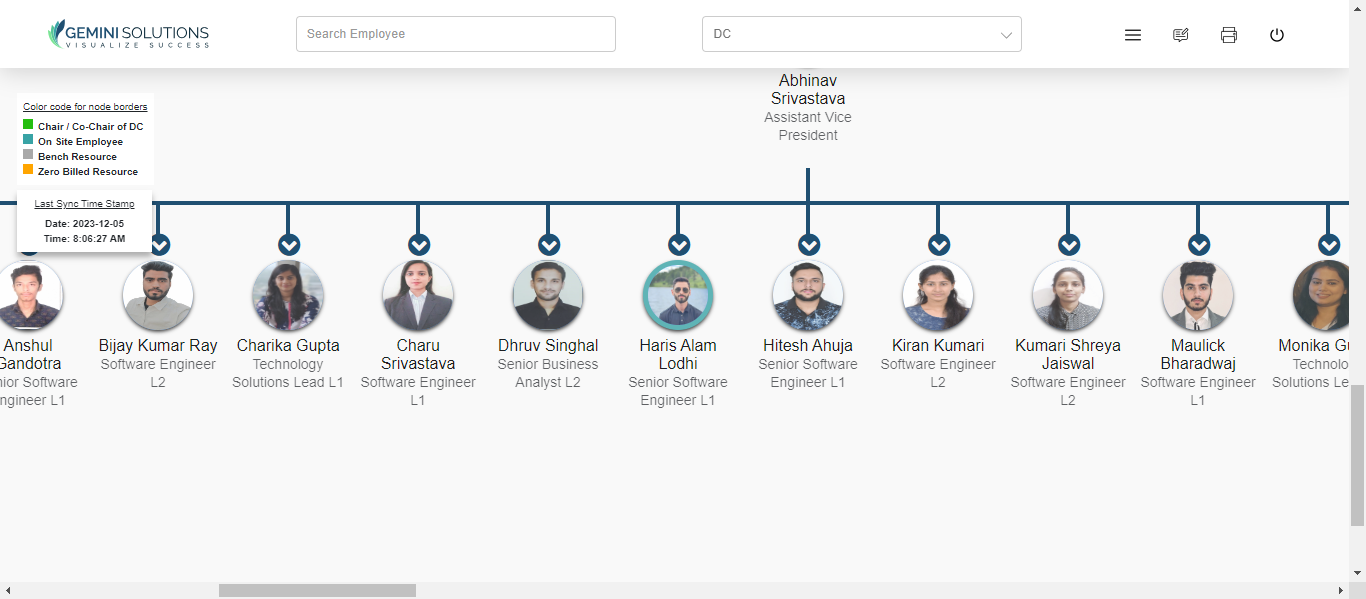 GEMINI SOLUTIONS
VISUALIZE SUCCESS
Search Employee
DC
Color code for node borders
Chair / Co-Chair of DC
On Site Employee
Bench Resource
Zero Billed Resource
Last Sync Time Stamp
Date: 2023-12-05
Time: 8:06:27 AM
Abhinav
Srivastava
Assistant Vice
President
Anshul
Gandotra
nior Software
ngineer L1
Bijay Kumar Ray
Software Engineer
L2
Charika Gupta
Technology
Solutions Lead L1
Charu
Srivastava
Software Engineer
L1
Dhruv Singhal
Senior Business
Analyst L2
Haris Alam
Lodhi
Senior Software
Engineer L1
Hitesh Ahuja
Senior Software
Engineer L1
Kiran Kumari
Software Engineer
L2
Kumari Shreya
Jaiswal
Software Engineer
L2
Maulick
Bharadwaj
Software Engineer
L1
Monika Gu
Technolo
Solutions Le